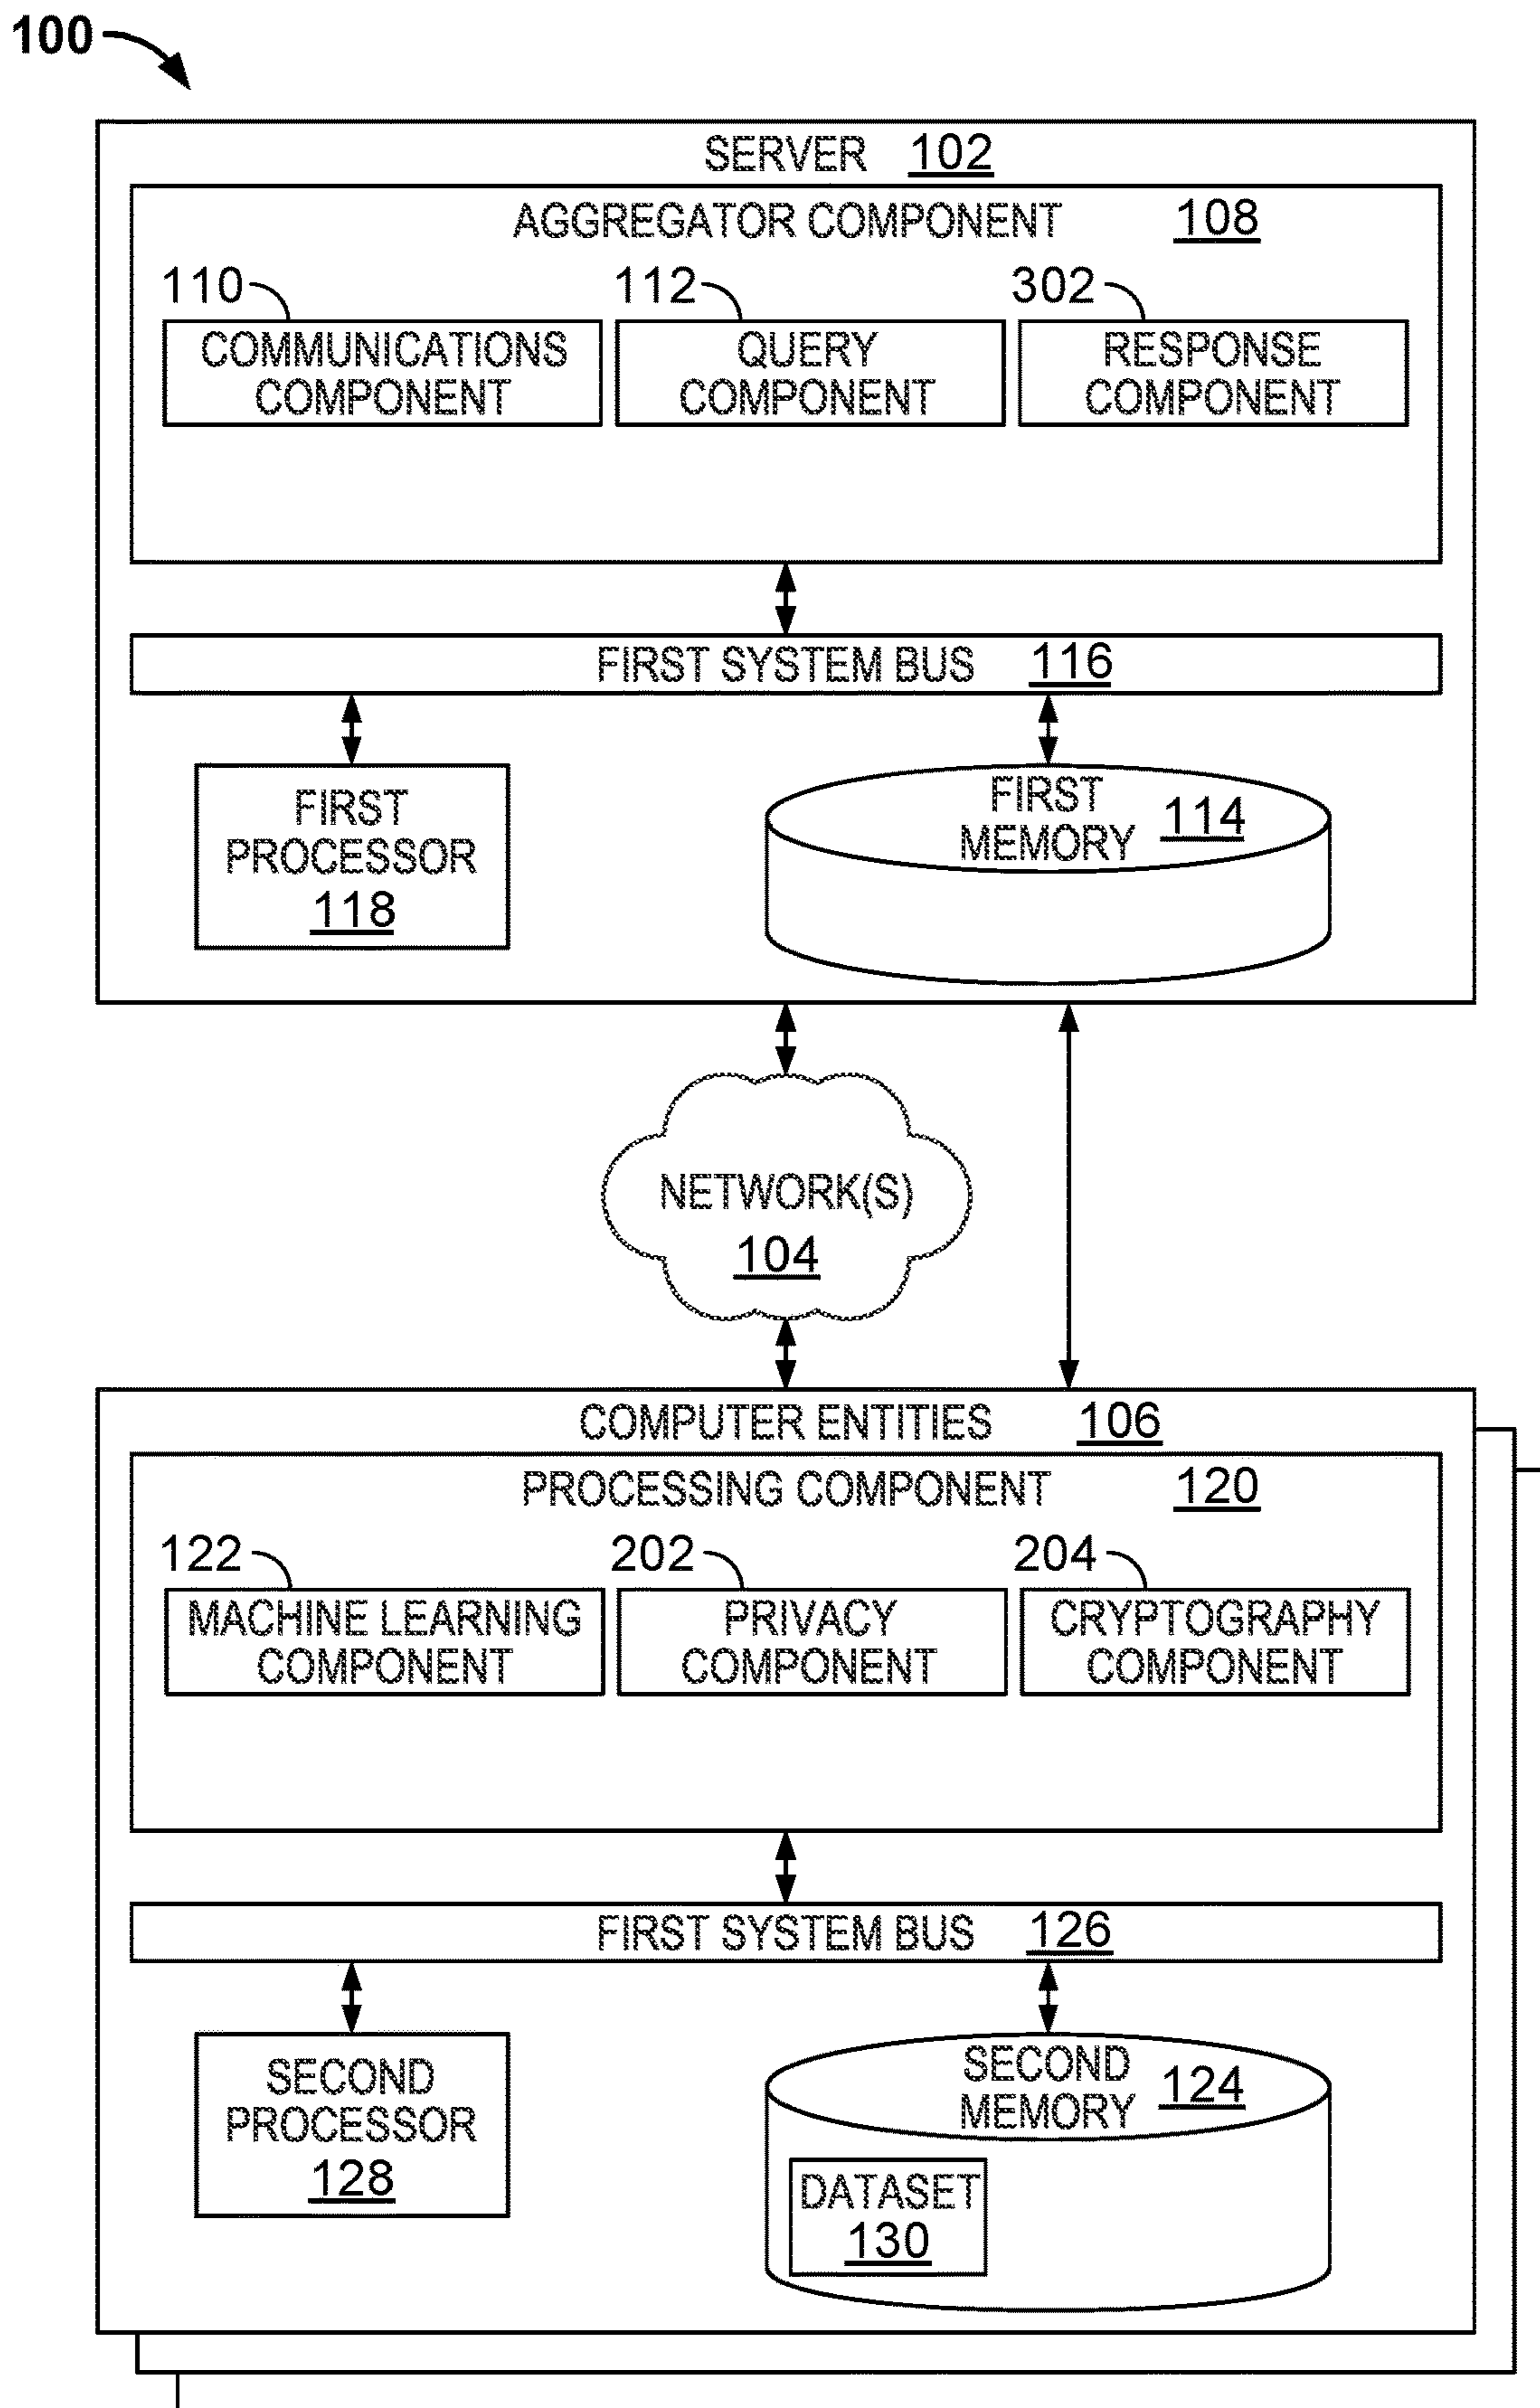 100
SERVER 102
AGGREGATOR COMPONENT 108
110 112 302
COMMUNICATIONS COMPONENT
QUERY COMPONENT
RESPONSE COMPONENT
FIRST SYSTEM BUS 116
FIRST
PROCESSOR
118
FIRST
MEMORY 114
NETWORK(S)
104
COMPUTER ENTITIES 106
PROCESSING COMPONENT 120
122 202 204
MACHINE LEARNING COMPONENT
PRIVACY COMPONENT
CRYPTOGRAPHY COMPONENT
FIRST SYSTEM BUS 126
SECOND
PROCESSOR
128
SECOND
MEMORY 124
DATASET
130